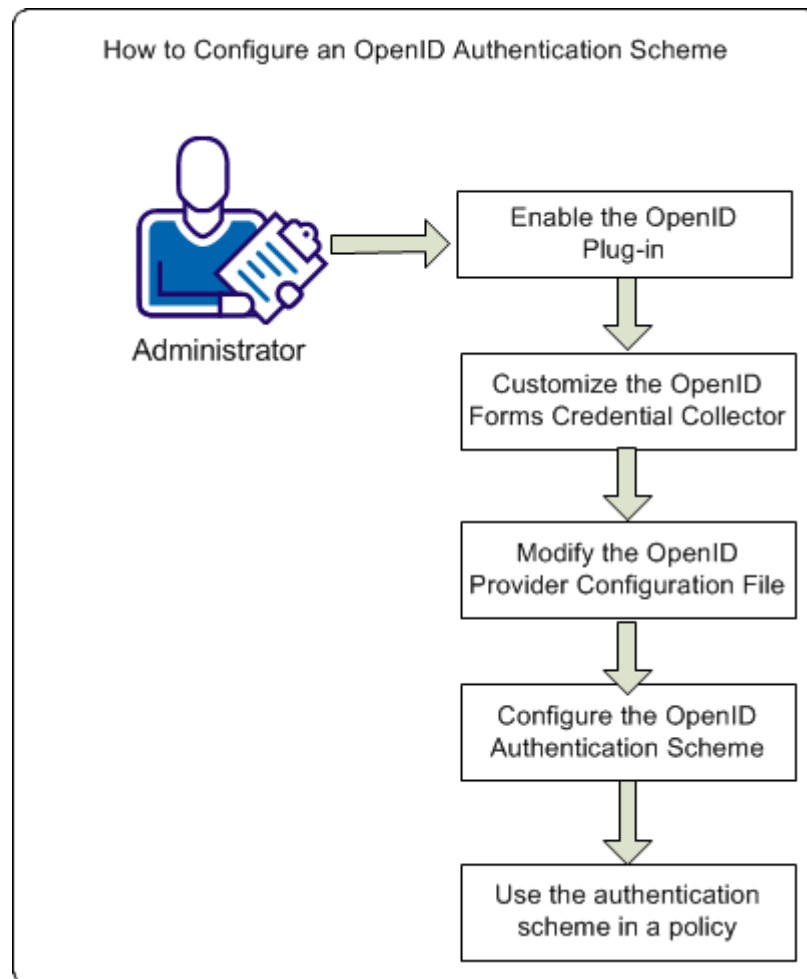 How to Configure an OpenID Authentication Scheme
Administrator
Enable the OpenID
Plug-in
Customize the OpenID
Forms Credential Collector
Modify the OpenID
Provider Configuration File
Configure the OpenID
Authentication Scheme
Use the authentication
scheme in a policy